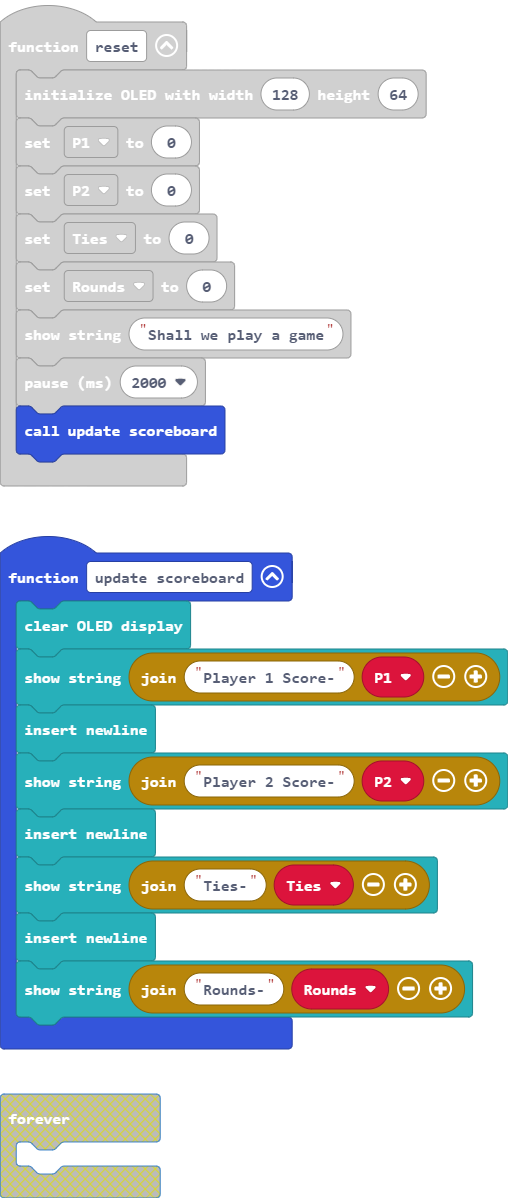 function reset
initialize OLED with width 128 height 64
set P1 to 0
set P2 to 0
set Ties to 0
set Rounds to 0
show string "Shall we play a game"
pause (ms) 2000
call update scoreboard
function update scoreboard
clear OLED display
show string join "Player 1 Score-" P1
insert newline
show string join "Player 2 Score-" P2
insert newline
show string join "Ties-" Ties
insert newline
show string join "Rounds-" Rounds
forever